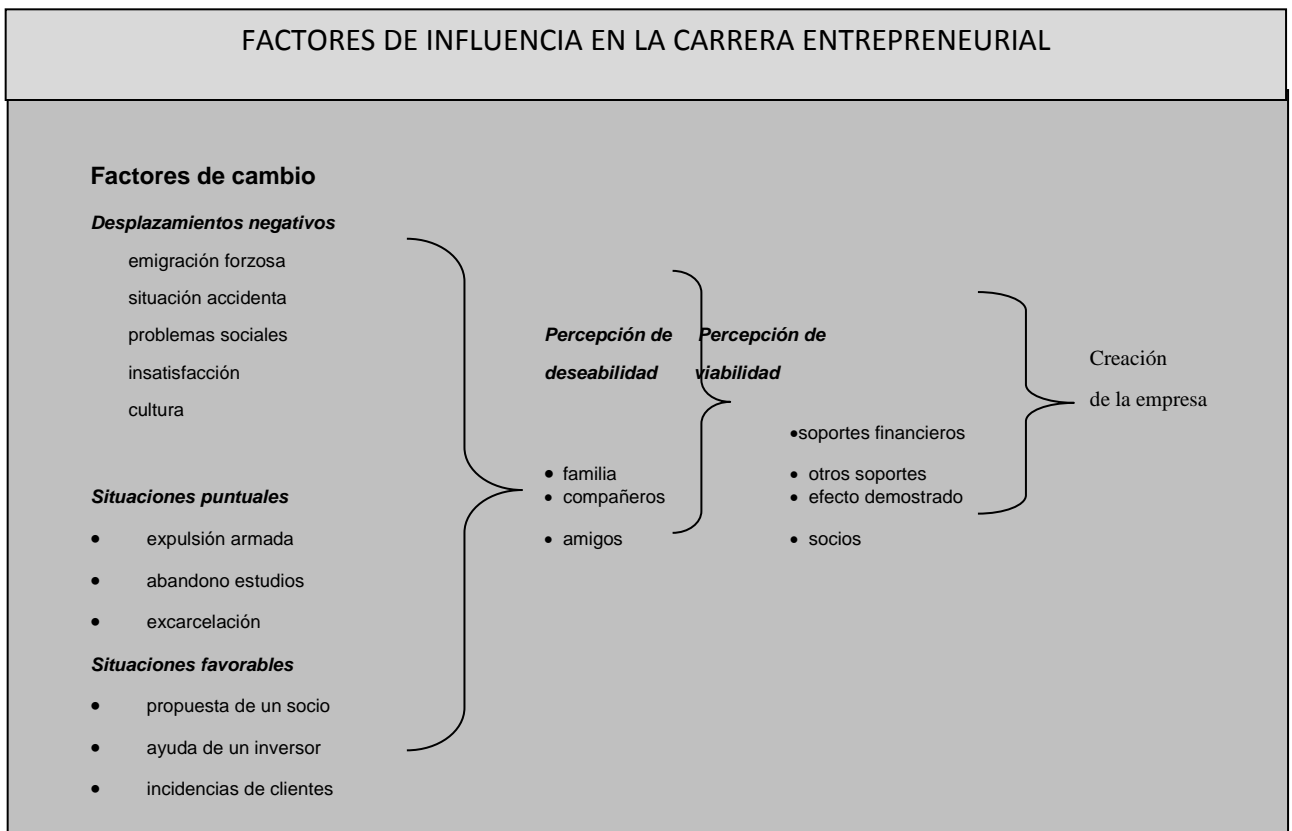 FACTORES DE INFLUENCIA EN LA CARRERA ENTREPRENEURIAL
Factores de cambio
Desplazamientos negativos
emigración forzosa
situación accidenta
problemas sociales
insatisfacción
cultura
Situaciones puntuales
• expulsión armada
• abandono estudios
• excarcelación
Situaciones favorables
• propuesta de un socio
• ayuda de un inversor
• incidencias de clientes
Percepción de
deseabilidad
• familia
• compañeros
• amigos
Percepción de
viabilidad
•soportes financieros
• otros soportes
• efecto demostrado
• socios
Creación
de la empresa